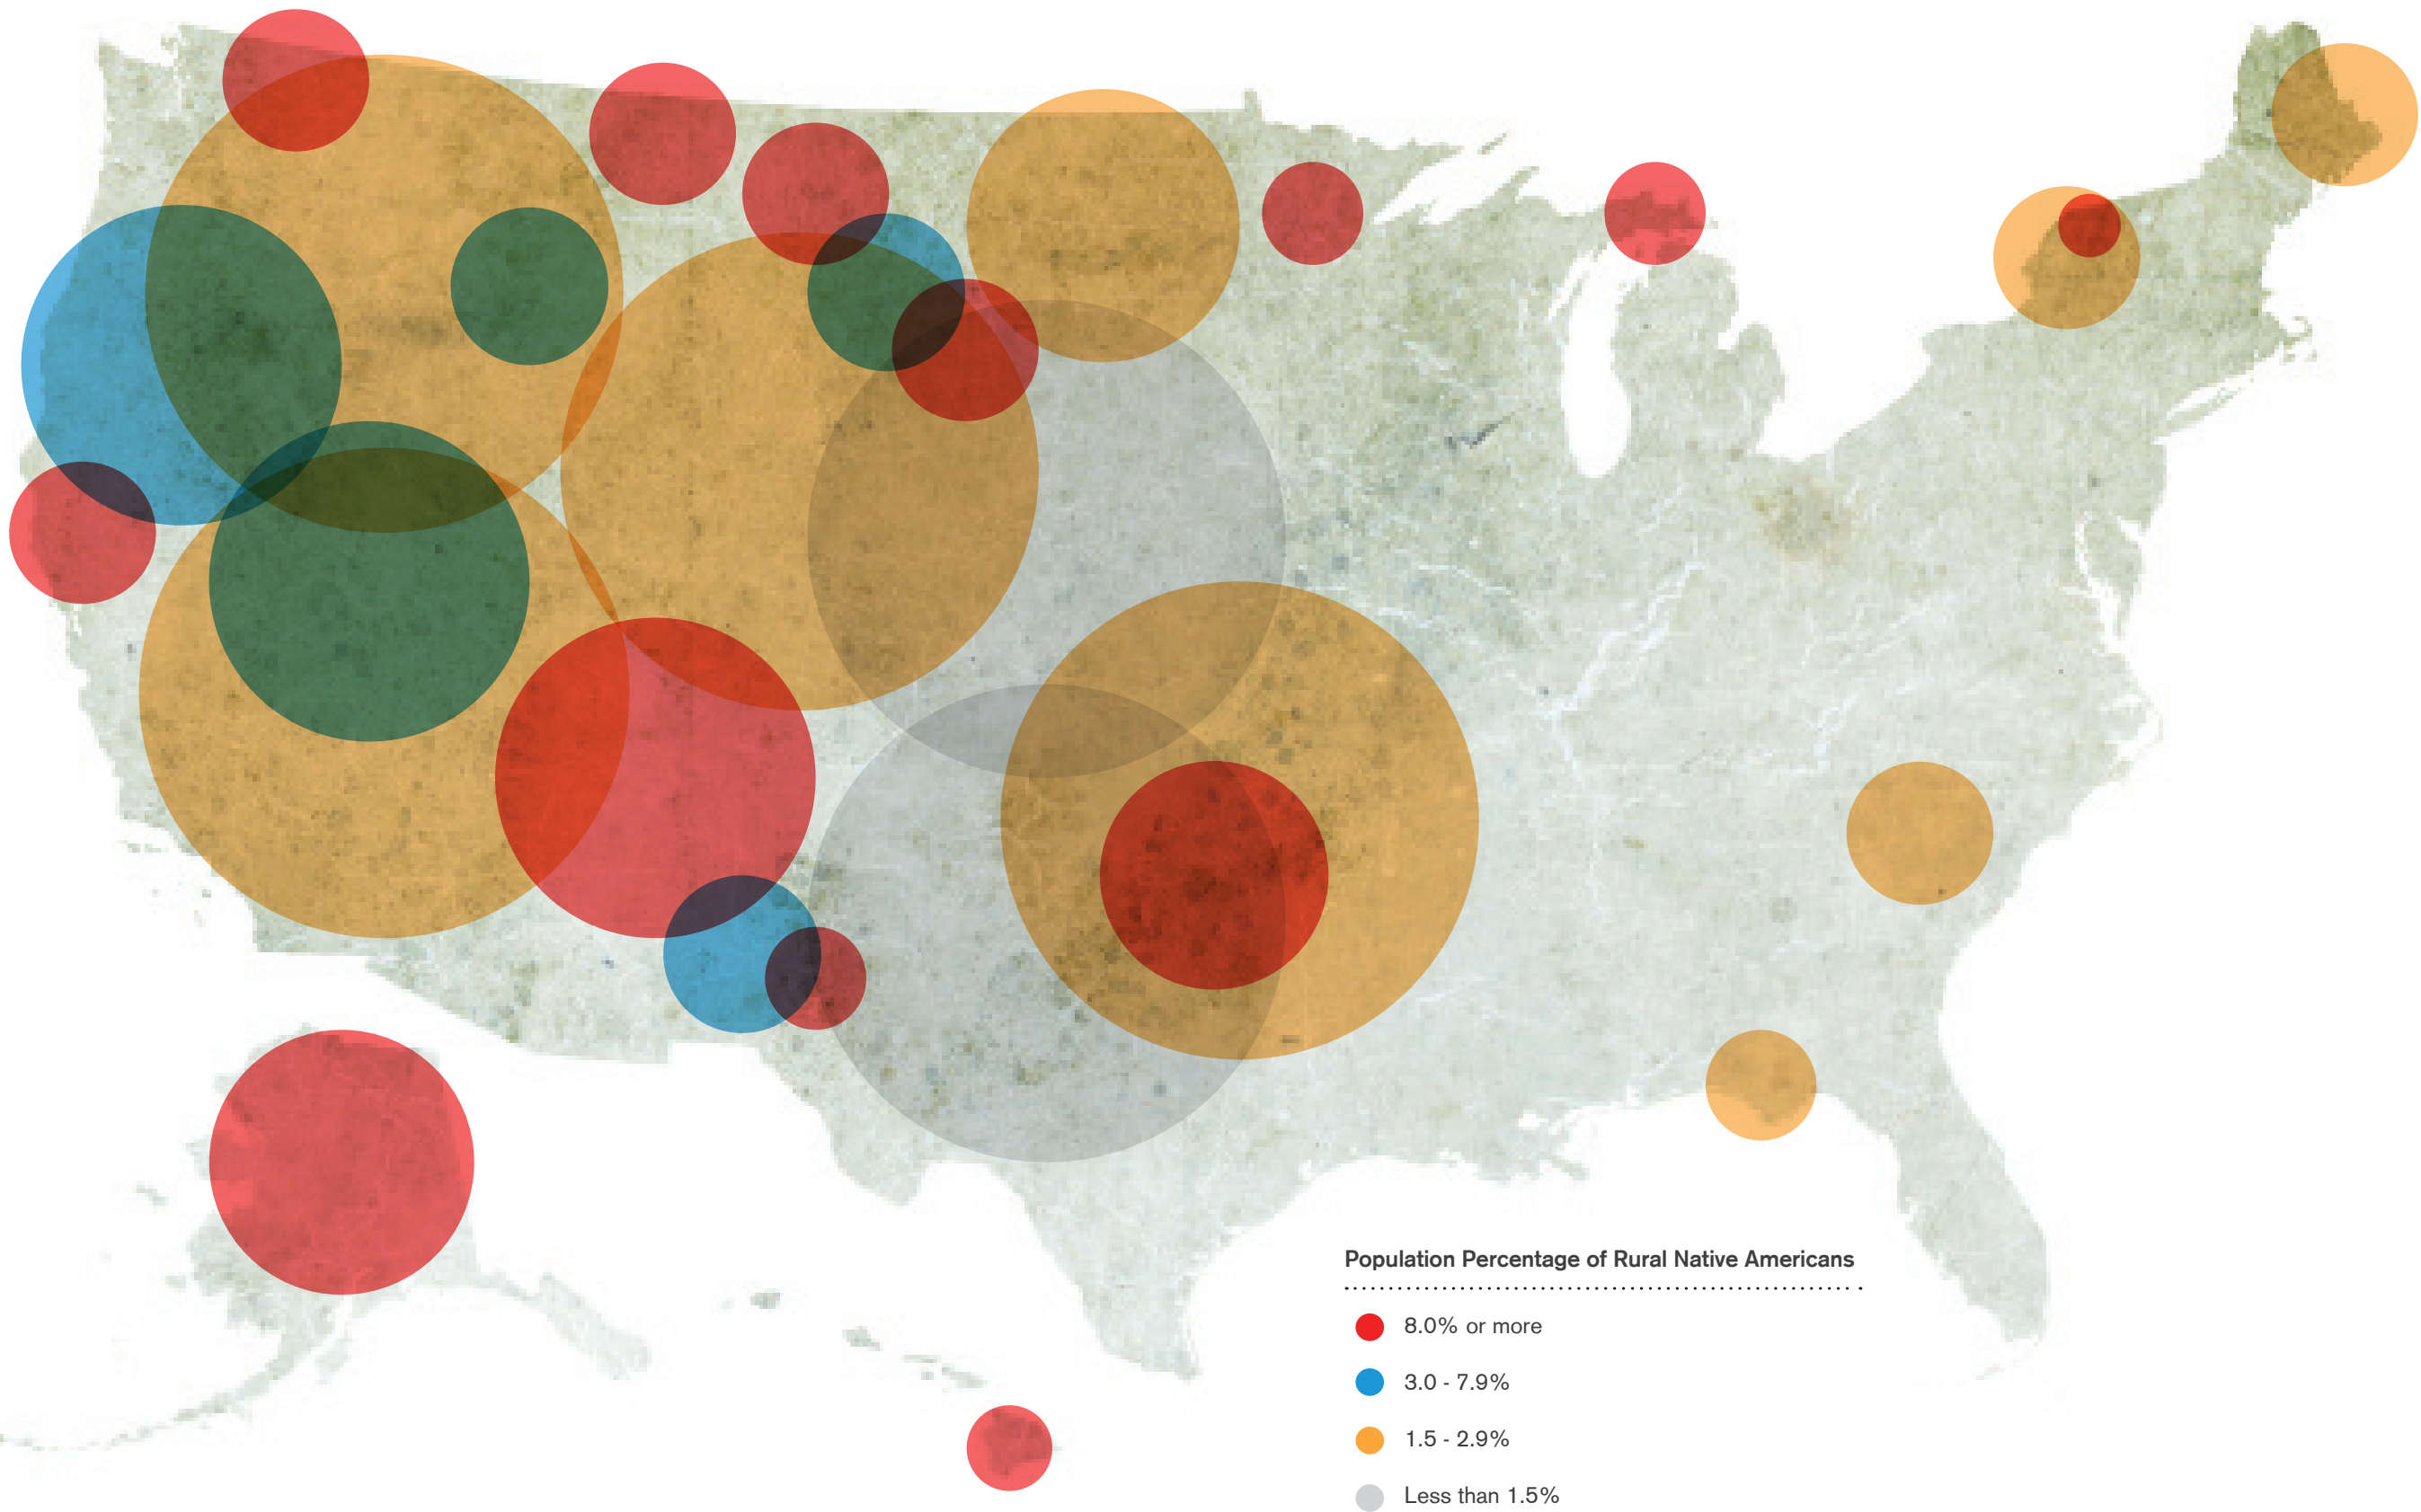 Population Percentage of Rural Native Americans
8.0% or more
3.0 - 7.9%
1.5 - 2.9%
Less than 1.5%